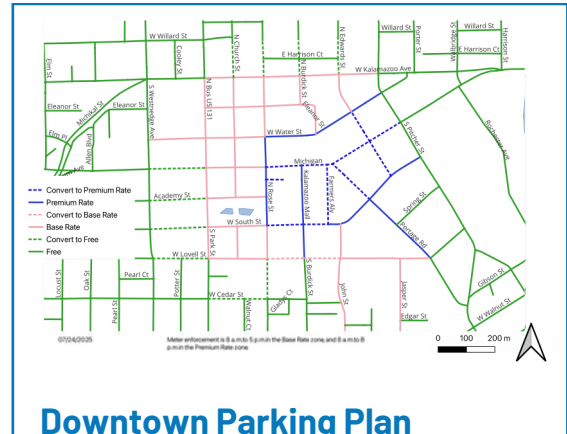 W Willard St
Cooley St
N Church St
N Edwards St
Willard St
Porter St
Walbridge St
Willard St
Harrison St
E Harrison Ct
E Harrison Ct
Elm St
N Burdick St
W Kalamazoo Ave
Michikal St
S Westnedge Ave
N Bus US 131
Eleanor St
Eleanor St
Eleanor St
W Water St
S Pitcher St
Rochester Ave
Elm Pl
Allen Blvd
Michigan
Convert to Premium Rate
Premium Rate
Convert to Base Rate
Base Rate
Convert to Free
Free
Academy St
N Rose St
Kalamazoo Mall
Farmers Aly
Spring St
W South St
Portage Rd
S Park St
W Lovell St
S Burdick St
Locust St
Oak St
Pearl Ct
Pearl St
Potter St
W Cedar St
Walnut Ct
Gladys Ct
John St
Jasper St
Edgar St
Gibson St
W Walnut St
07/24/2025
Meter enforcement is 8 a.m to 5 p.m in the Base Rate zone, and 8 a.m to 8
p.m in the Premium Rate zone
0 100 200 m
Downtown Parking Plan